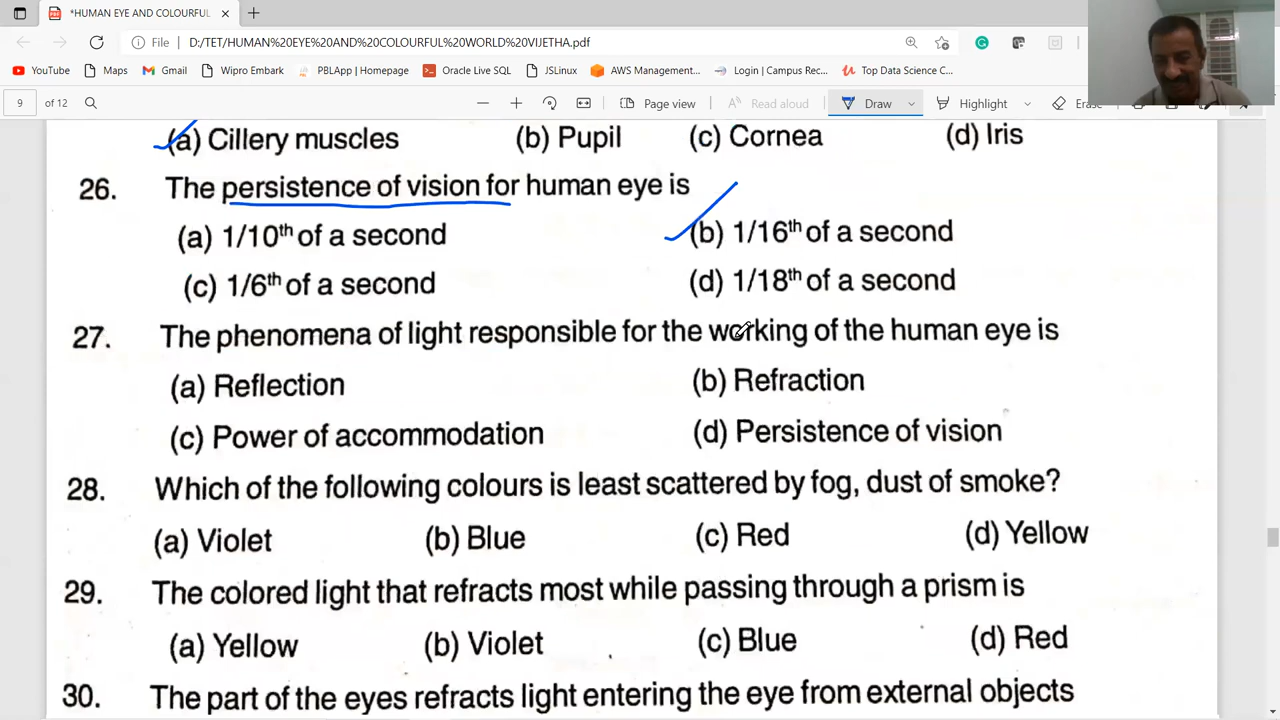 *HUMAN EYE AND COLOURFUL
File D:/TET/HUMAN%20EYE%20AND%20COLOURFUL%20WORLD/VIJETHA.pdf
YouTube Maps Gmail Wipro Embark PBLApp | Homepage Oracle Live SQL JSLinux AWS Management... Login | Campus Rec... Top Data Science C...
9 of 12 Page view Read aloud Draw Highlight Erase
(a) Cillery muscles (b) Pupil (c) Cornea (d) Iris
26. The persistence of vision for human eye is
(a) 1/10th of a second (b) 1/16th of a second
(c) 1/6th of a second (d) 1/18th of a second
27. The phenomena of light responsible for the working of the human eye is
(a) Reflection (b) Refraction
(c) Power of accommodation (d) Persistence of vision
28. Which of the following colours is least scattered by fog, dust of smoke?
(a) Violet (b) Blue (c) Red (d) Yellow
29. The colored light that refracts most while passing through a prism is
(a) Yellow (b) Violet (c) Blue (d) Red
30. The part of the eyes refracts light entering the eye from external objects